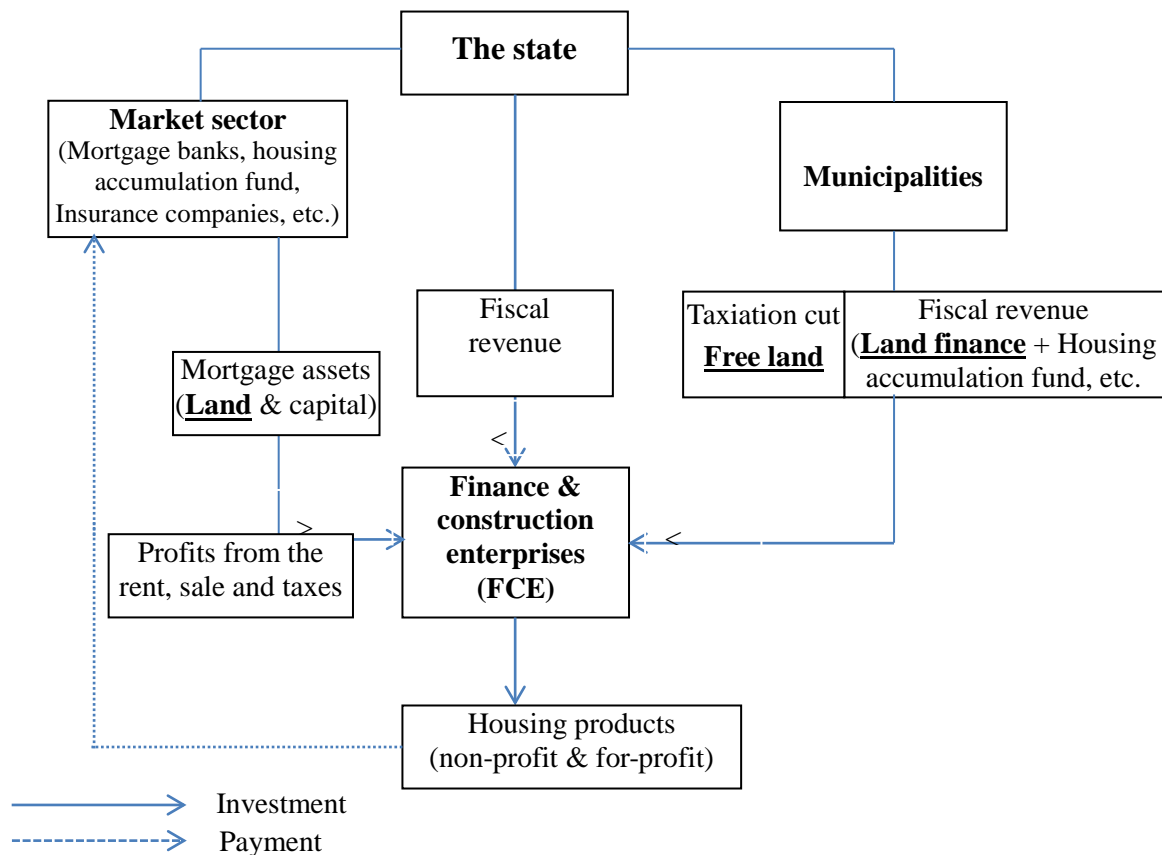 The state
Market sector
(Mortgage banks, housing
accumulation fund,
Insurance companies, etc.)
Municipalities
Fiscal
revenue
Taxiation cut
Free land
Fiscal revenue
(Land finance + Housing
accumulation fund, etc.
Mortgage assets
(Land & capital)
<
>
<
Finance &
construction
enterprises
(FCE)
Profits from the
rent, sale and taxes
Housing products
(non-profit & for-profit)
Investment
Payment